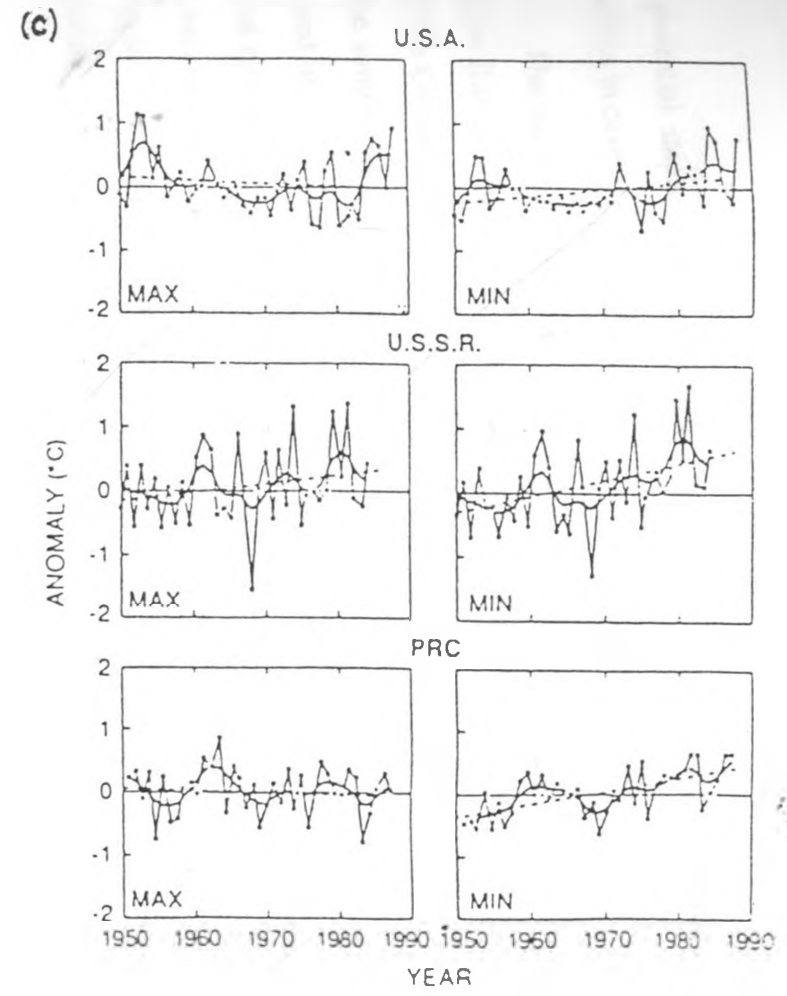 (c)
U.S.A.
2
1
0
-1
-2
MAX
MIN
U.S.S.R.
2
1
0
-1
-2
MAX
MIN
PRC
2
1
0
-1
-2
MAX
MIN
ANOMALY (°C)
1950 1960 1970 1980 1990
1950 1960 1970 1980 1990
YEAR